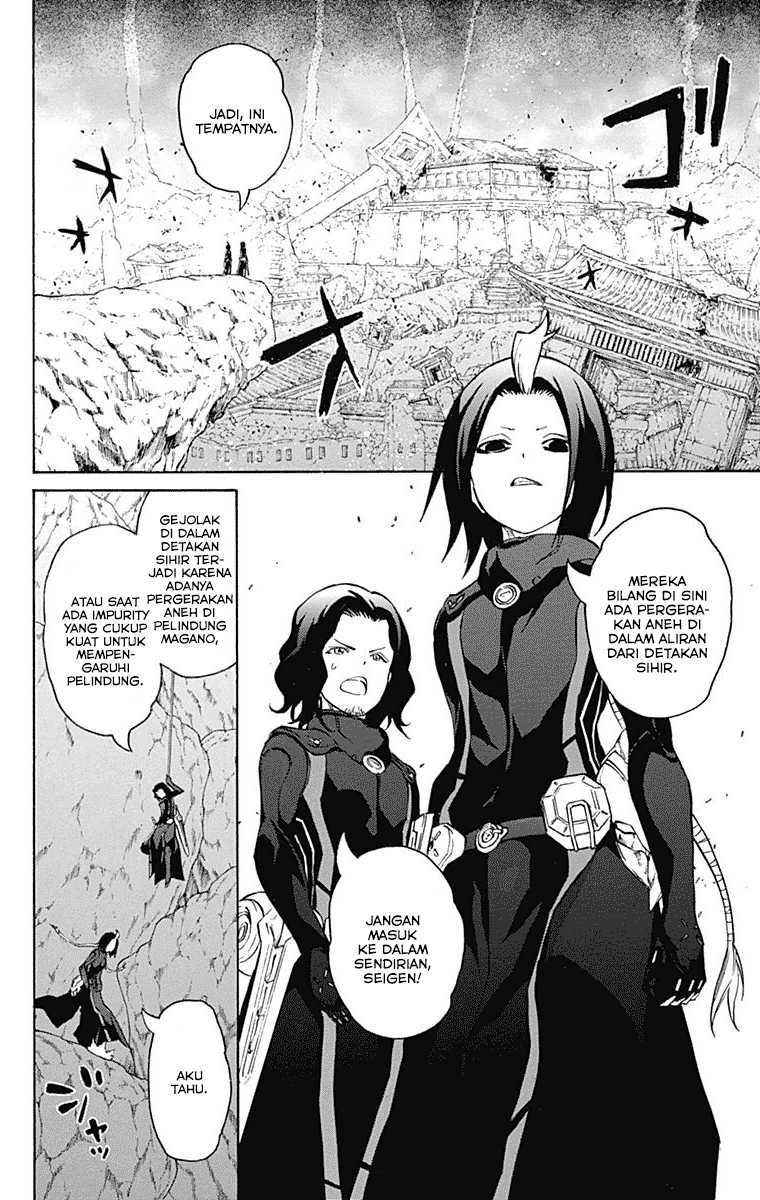 JADI, INI
TEMPATNYA.
ゴ
MEREKA
BILANG DI SINI
ADA PERGERA-
KAN ANEH DI
DALAM ALIRAN
DARI DETAKAN
SIHIR.
JANGAN
MASUK
KE DALAM
SENDIRIAN,
SEIGEN!
GEJOLAK
DI DALAM
DETAKAN
SIHIR TER-
JADI KARENA
ADANYA
PERGERAKAN
ANEH DI
PELINDUNG
MAGANO,
ATAU SAAT
ADA IMPURITY
YANG CUKUP
KUAT UNTUK
MEMPEN-
GARUHI
PELINDUNG.
AKU
TAHU.